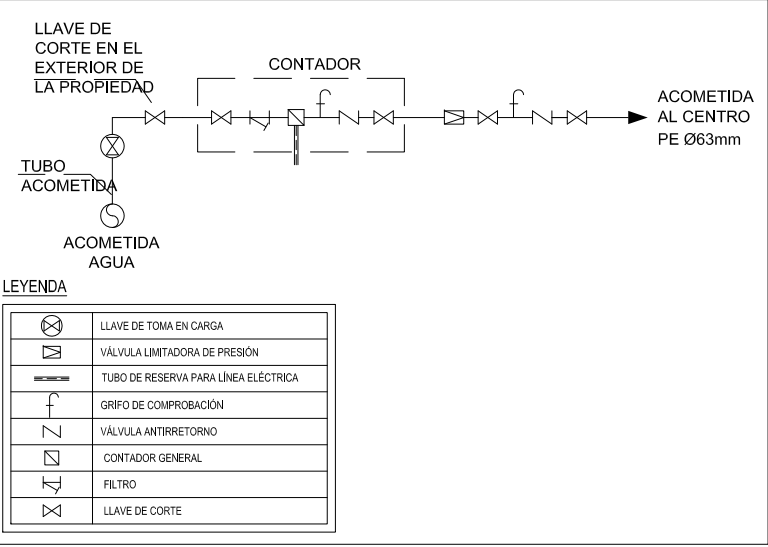 LLAVE DE
CORTE EN EL
EXTERIOR DE
LA PROPIEDAD
CONTADOR
ACOMETIDA
AL CENTRO
PE Ø63mm
TUBO
ACOMETIDA
ACOMETIDA
AGUA
LEYENDA
LLAVE DE TOMA EN CARGA
VÁLVULA LIMITADORA DE PRESIÓN
TUBO DE RESERVA PARA LÍNEA ELÉCTRICA
GRIFO DE COMPROBACIÓN
VÁLVULA ANTIRRETORNO
CONTADOR GENERAL
FILTRO
LLAVE DE CORTE